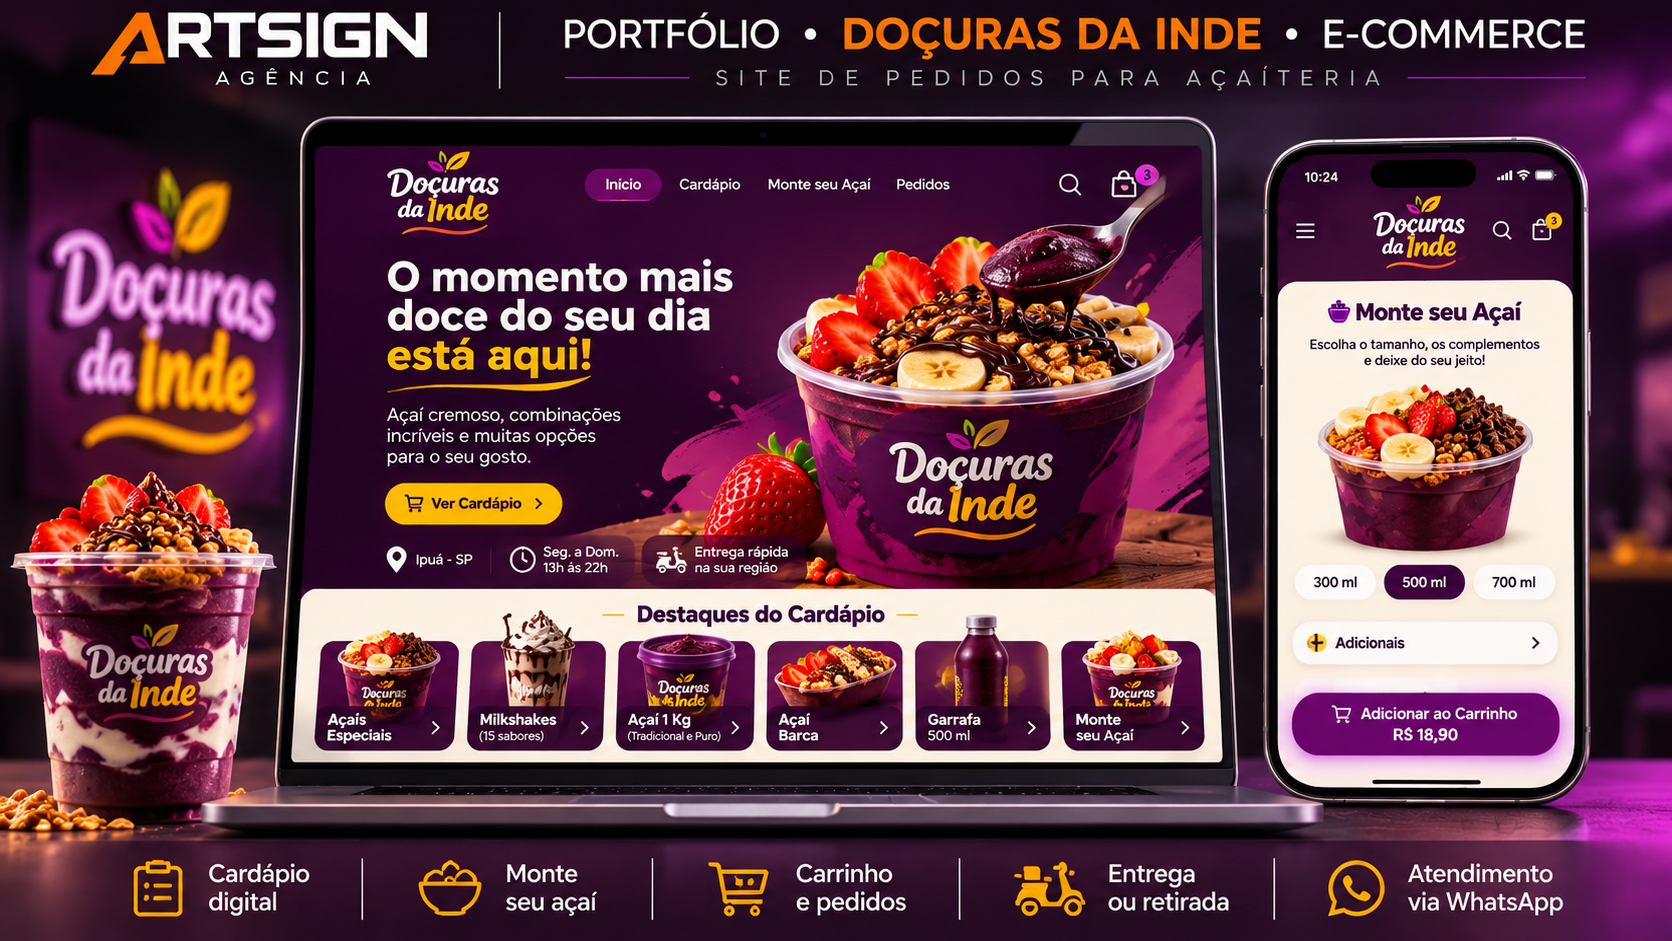 ARTSIGN
AGÊNCIA
PORTFÓLIO • DOÇURAS DA INDE • E-COMMERCE
SITE DE PEDIDOS PARA AÇAÍTERIA
Doçuras
da Inde
Doçuras
da Inde
Doçuras
da Inde
Início
Cardápio
Monte seu Açaí
Pedidos
3
O momento mais
doce do seu dia
está aqui!
Açaí cremoso, combinações
incríveis e muitas opções
para o seu gosto.
Ver Cardápio
Ipuá - SP
Seg. a Dom.
13h ás 22h
Entrega rápida
na sua região
Doçuras
da Inde
Destaques do Cardápio
Doçuras
Açaís
Especiais
Milkshakes
(15 sabores)
Doçuras
Açaí 1 Kg
(Tradicional e Puro)
Açaí
Barca
Garrafa
500 ml
Doçuras
Monte
seu Açaí
10:24
Doçuras
da Inde
3
Monte seu Açaí
Escolha o tamanho, os complementos
e deixe do seu jeito!
300 ml
500 ml
700 ml
Adicionais
Adicionar ao Carrinho
R$ 18,90
Cardápio
digital
Monte
seu açaí
Carrinho
e pedidos
Entrega
ou retirada
Atendimento
via WhatsApp